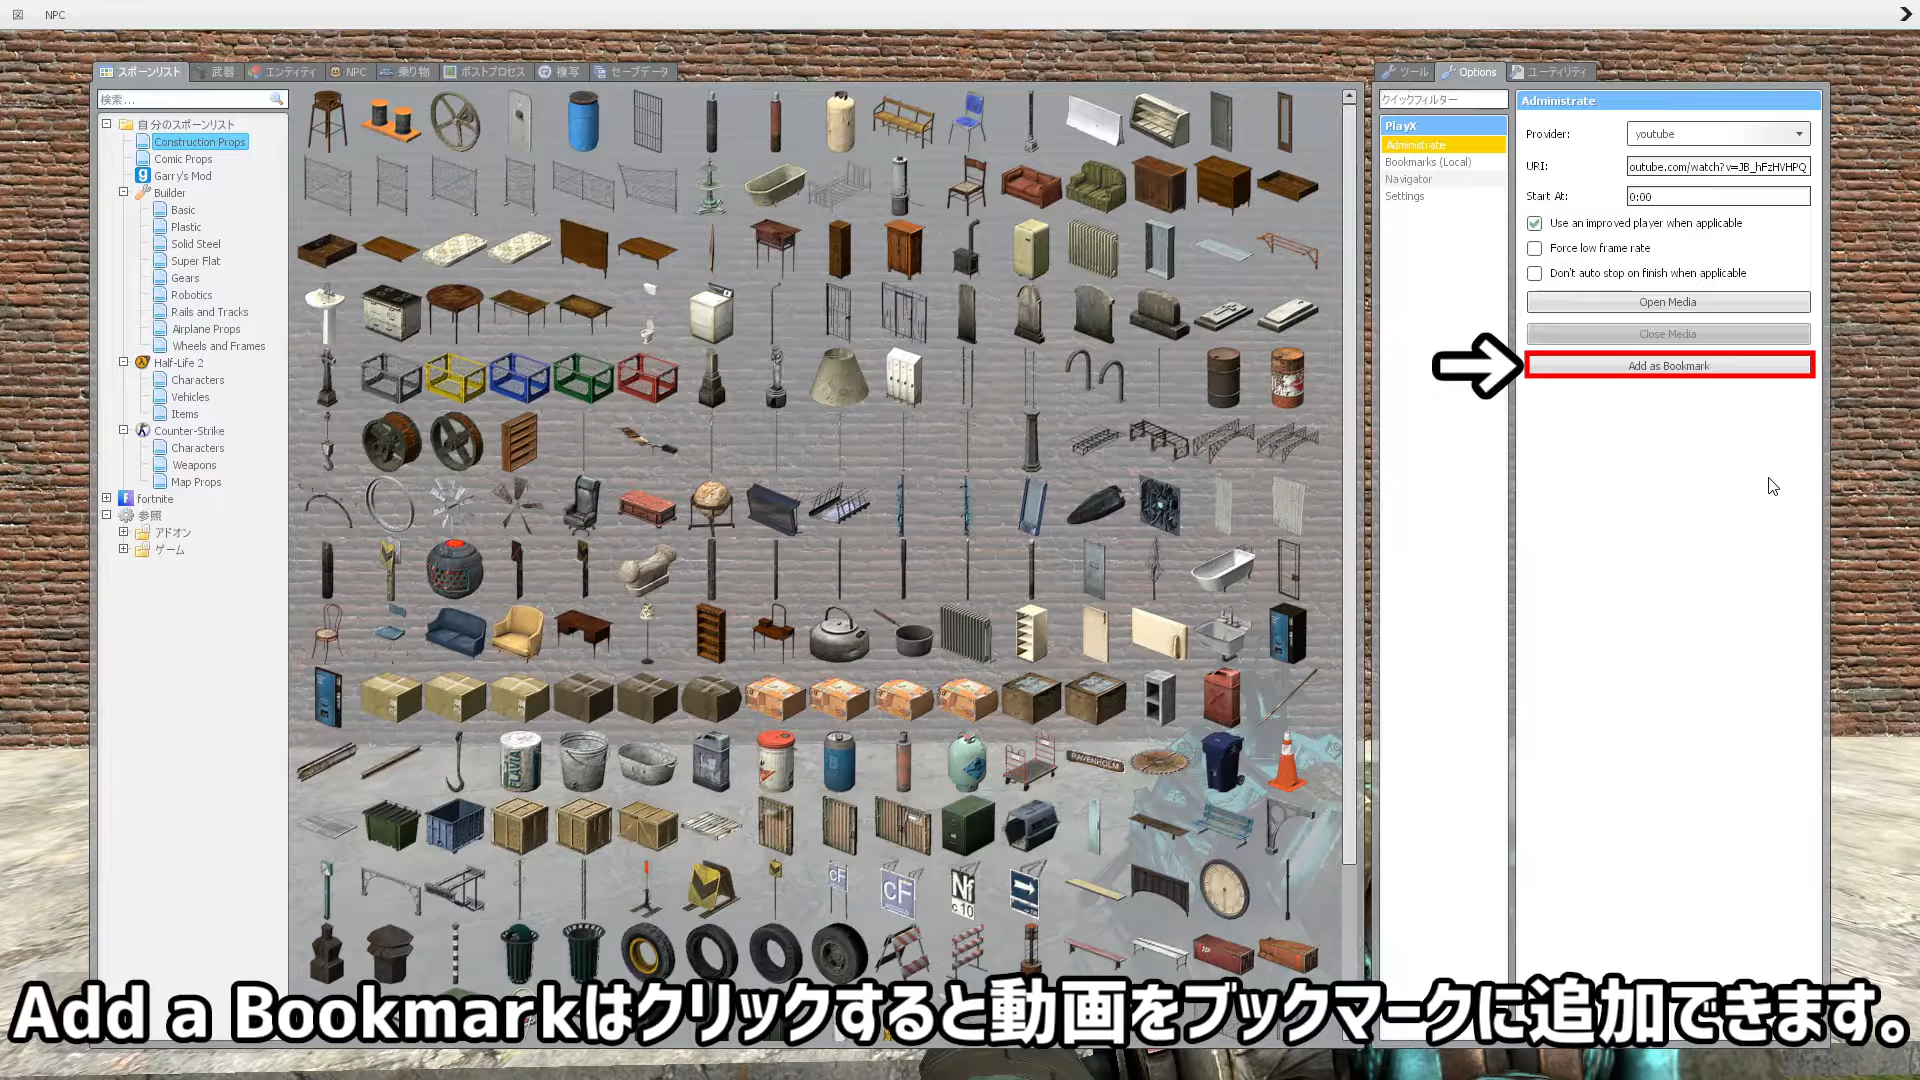 図 NPC
スポーンリスト 武器 エンティティ NPC 乗り物 ポストプロセス 複写 セーブデータ
検索...
自分のスポーンリスト
Construction Props
Comic Props
Garry's Mod
Builder
Basic
Plastic
Solid Steel
Super Flat
Gears
Robotics
Rails and Tracks
Airplane Props
Wheels and Frames
Half-Life 2
Characters
Vehicles
Items
Counter-Strike
Characters
Weapons
Map Props
fortnite
参照
アドオン
ゲーム
RAVENHOLM
cF
cF
Nf
c 10
ツール Options ユーティリティ
クイックフィルター
PlayX
Administrate
Bookmarks (Local)
Navigator
Settings
Administrate
Provider: youtube
URI: outube.com/watch?v=JB_hFzHVHPQ
Start At: 0:00
Use an improved player when applicable
Force low frame rate
Don't auto stop on finish when applicable
Open Media
Close Media
Add as Bookmark
Add a Bookmarkはクリックすると動画をブックマークに追加できます。